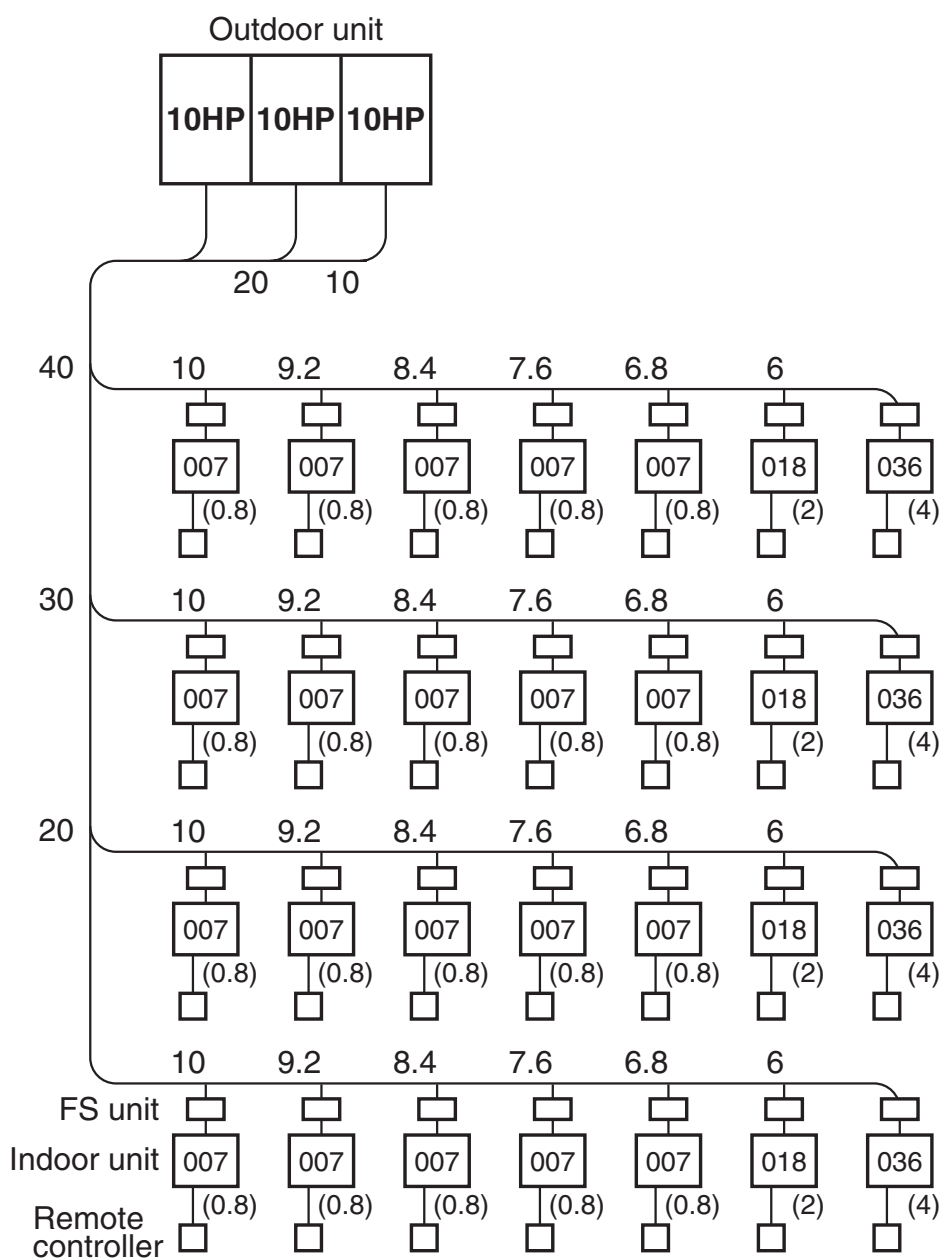 Outdoor unit
10HP 10HP 10HP
20 10
40 10 9.2 8.4 7.6 6.8 6
007 007 007 007 007 018 036
(0.8) (0.8) (0.8) (0.8) (0.8) (2) (4)
30 10 9.2 8.4 7.6 6.8 6
007 007 007 007 007 018 036
(0.8) (0.8) (0.8) (0.8) (0.8) (2) (4)
20 10 9.2 8.4 7.6 6.8 6
007 007 007 007 007 018 036
(0.8) (0.8) (0.8) (0.8) (0.8) (2) (4)
10 9.2 8.4 7.6 6.8 6
FS unit
Indoor unit 007 007 007 007 007 018 036
(0.8) (0.8) (0.8) (0.8) (0.8) (2) (4)
Remote
controller